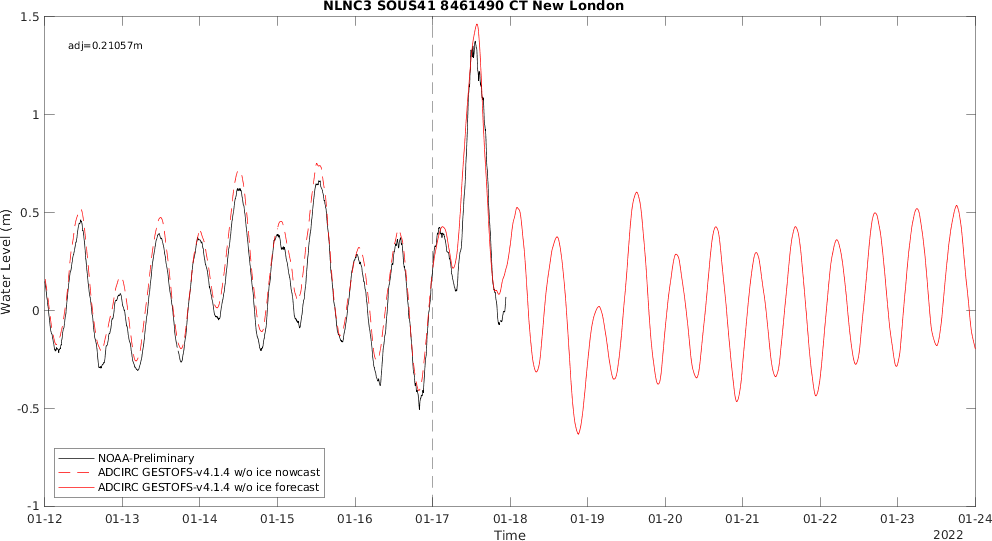 NLNC3 SOUS41 8461490 CT New London
adj=0.21057m
1.5
1
0.5
0
-0.5
-1
Water Level (m)
NOAA-Preliminary
ADCIRC GESTOFS-v4.1.4 w/o ice nowcast
ADCIRC GESTOFS-v4.1.4 w/o ice forecast
01-12 01-13 01-14 01-15 01-16 01-17 01-18 01-19 01-20 01-21 01-22 01-23 01-24
Time
2022